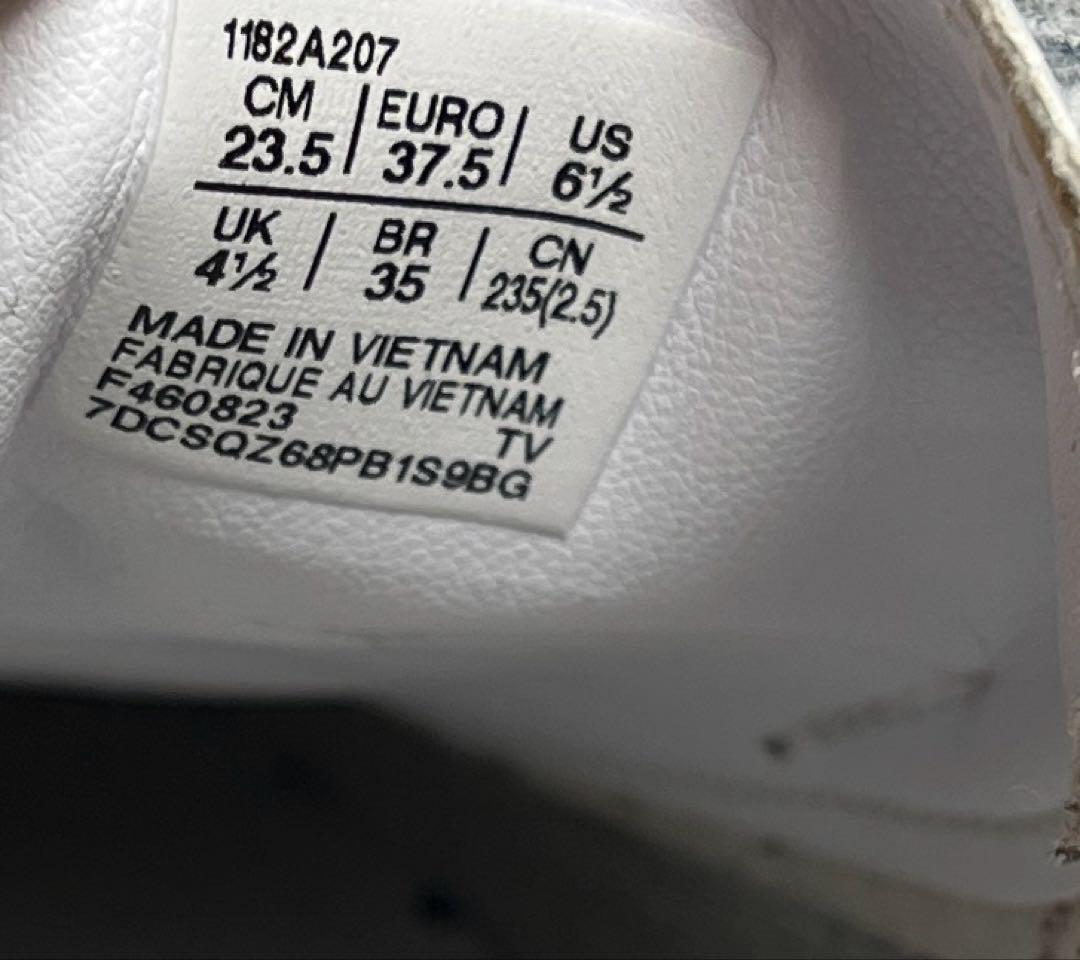 1182A207
CM | EURO | US
23.5 | 37.5 | 6½
UK | BR | CN
4½ | 35 | 235(2.5)
MADE IN VIETNAM
FABRIQUE AU VIETNAM
F460823 TV
7DCSQZ68PB1S9BG